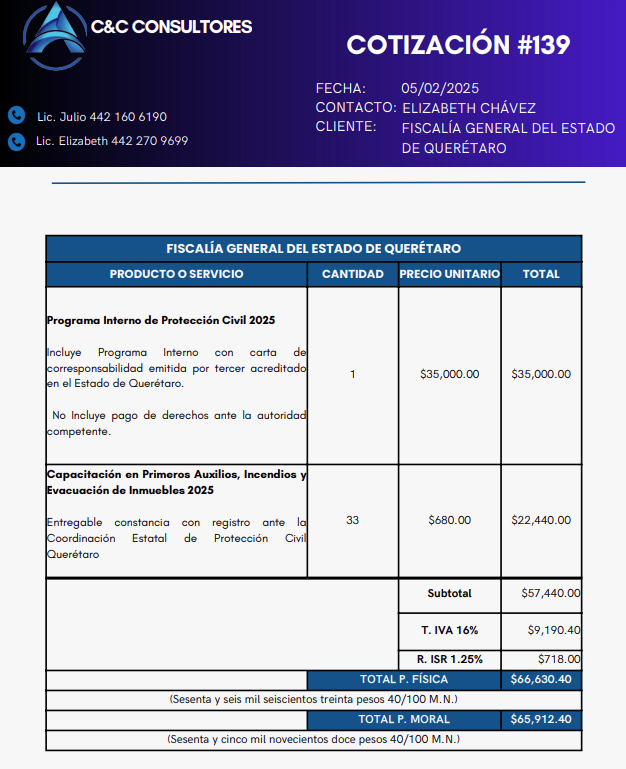 C&C CONSULTORES
COTIZACIÓN #139
FECHA: 05/02/2025
CONTACTO: ELIZABETH CHÁVEZ
CLIENTE: FISCALÍA GENERAL DEL ESTADO
DE QUERÉTARO
Lic. Julio 442 160 6190
Lic. Elizabeth 442 270 9699
FISCALÍA GENERAL DEL ESTADO DE QUERÉTARO
PRODUCTO O SERVICIO CANTIDAD PRECIO UNITARIO TOTAL
Programa Interno de Protección Civil 2025
Incluye Programa Interno con carta de
corresponsabilidad emitida por tercer acreditado
en el Estado de Querétaro.
No Incluye pago de derechos ante la autoridad
competente.
1 $35,000.00 $35,000.00
Capacitación en Primeros Auxilios, Incendios y
Evacuación de Inmuebles 2025
Entregable constancia con registro ante la
Coordinación Estatal de Protección Civil
Querétaro
33 $680.00 $22,440.00
Subtotal $57,440.00
T. IVA 16% $9,190.40
R. ISR 1.25% $718.00
TOTAL P. FÍSICA $66,630.40
(Sesenta y seis mil seiscientos treinta pesos 40/100 M.N.)
TOTAL P. MORAL $65,912.40
(Sesenta y cinco mil novecientos doce pesos 40/100 M.N.)